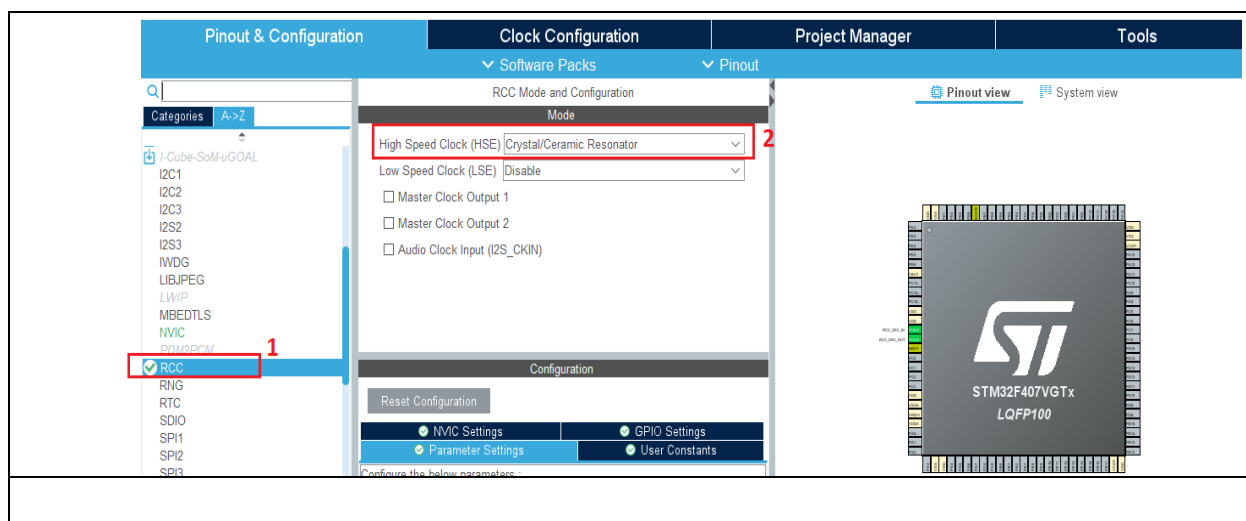 Pinout & Configuration
Clock Configuration
Project Manager
Tools
Software Packs
Pinout
Categories
A->Z
I-Cube-SoM-uGOAL
I2C1
I2C2
I2C3
I2S2
I2S3
IWDG
LIBJPEG
LWIP
MBEDTLS
NVIC
PDM2PCM
1
RCC
RNG
RTC
SDIO
SPI1
SPI2
SPI3
RCC Mode and Configuration
Mode
High Speed Clock (HSE) Crystal/Ceramic Resonator
2
Low Speed Clock (LSE) Disable
Master Clock Output 1
Master Clock Output 2
Audio Clock Input (I2S_CKIN)
Configuration
Reset Configuration
NVIC Settings
GPIO Settings
Parameter Settings
User Constants
Configure the below parameters :
Pinout view
System view
RCC_OSC_IN
RCC_OSC_OUT
ST
STM32F407VGTx
LQFP100